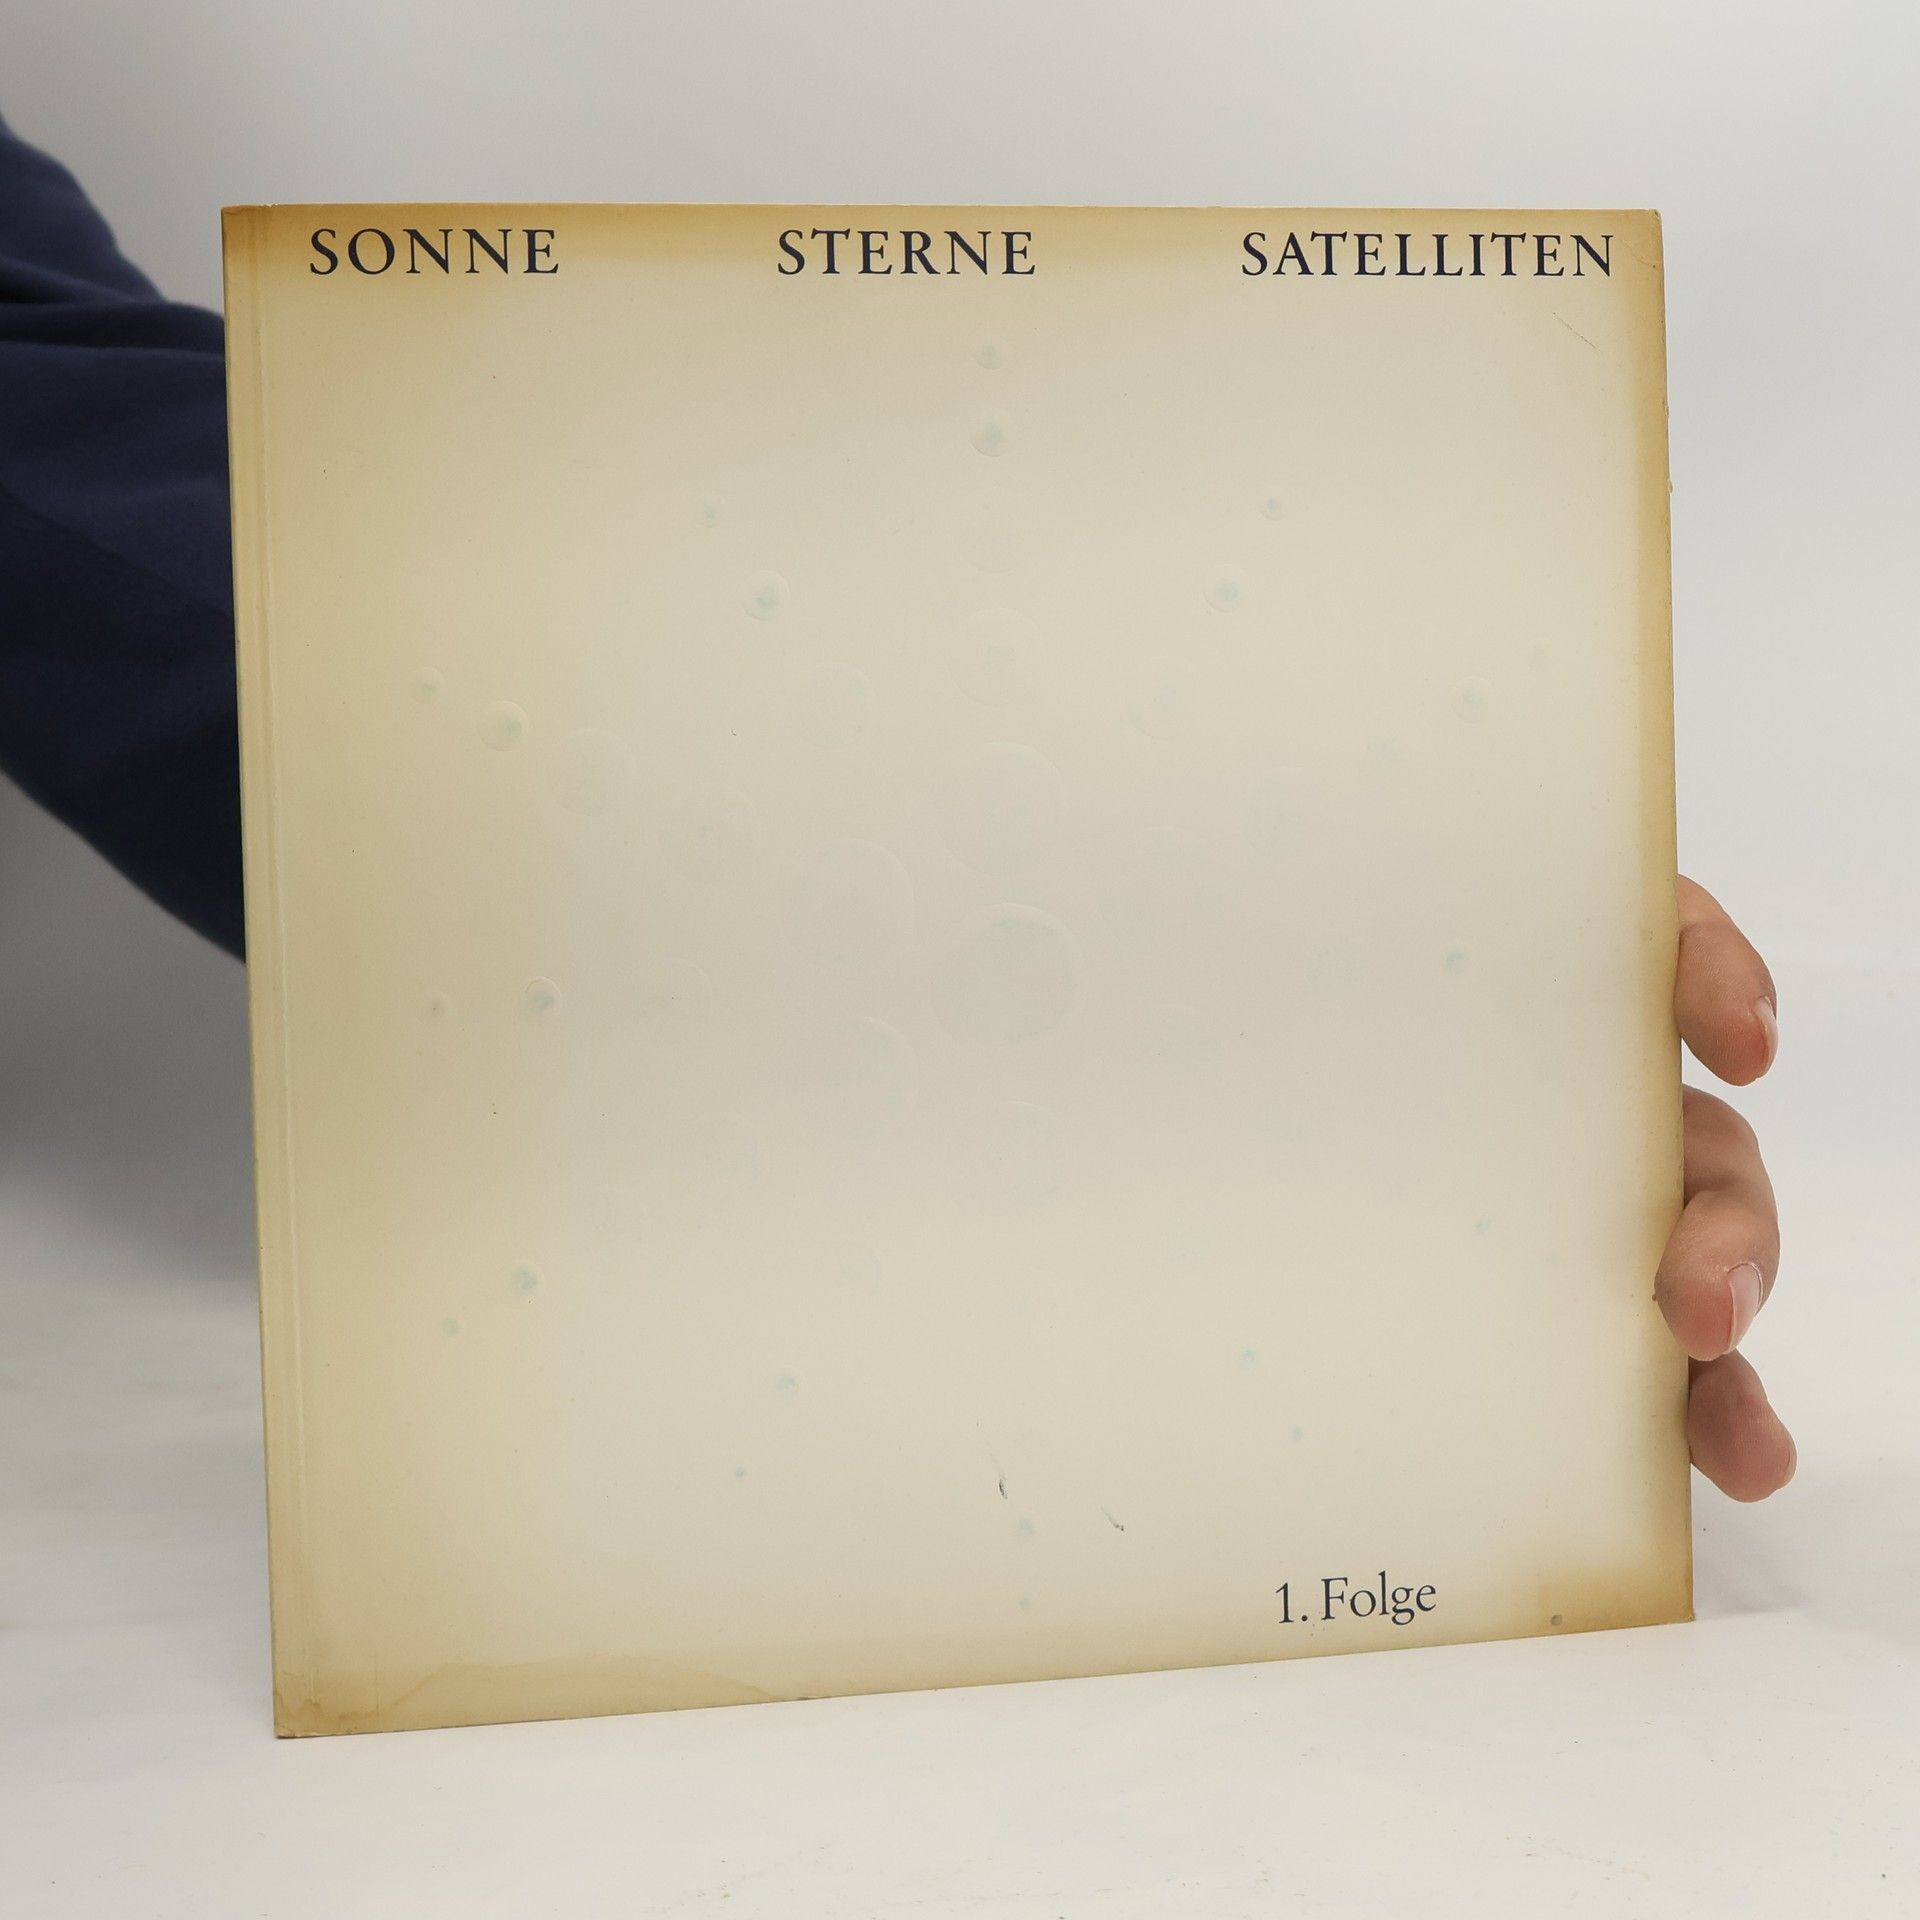 SONNE STERNE SATELLITEN
1. Folge